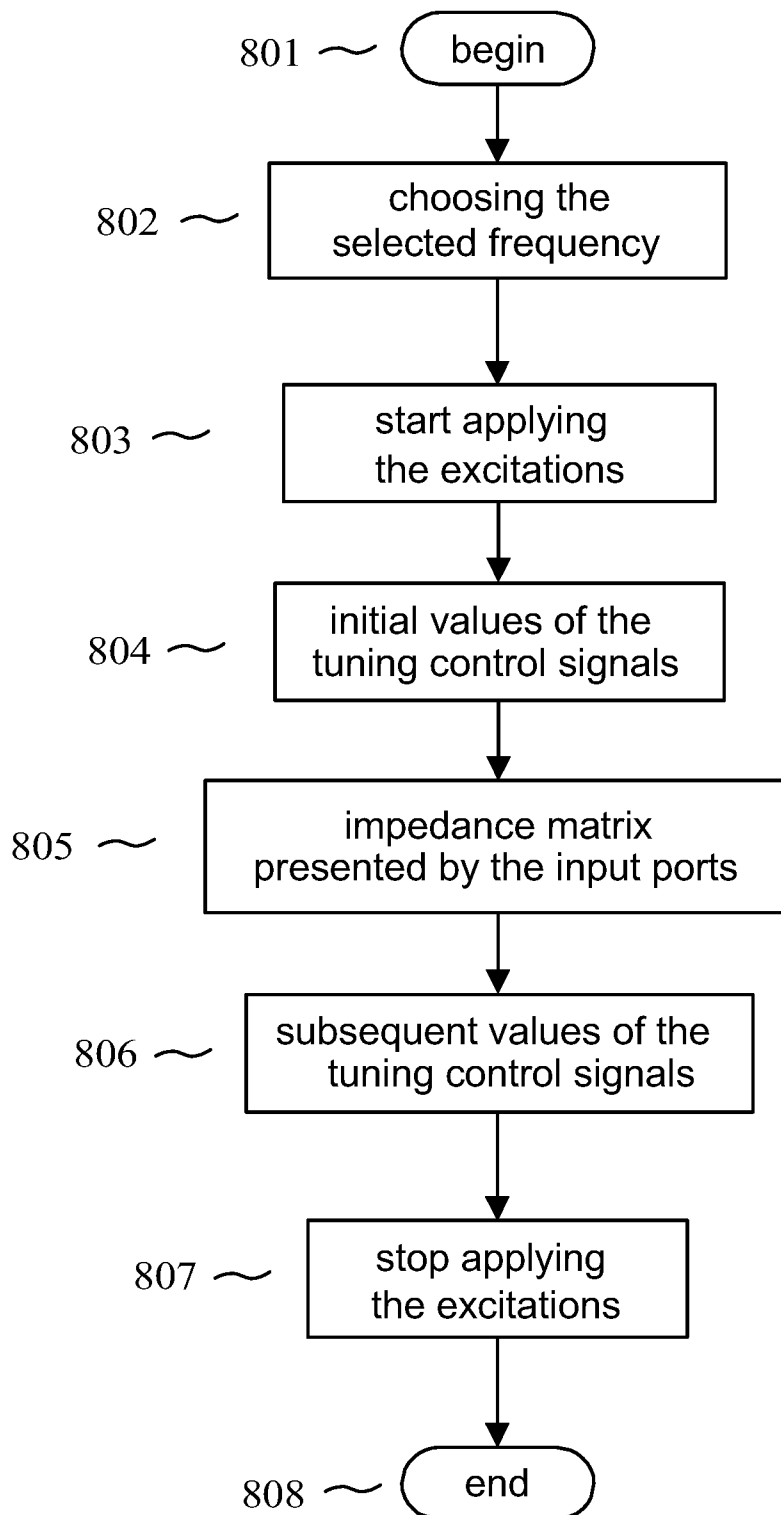 801 begin
802 choosing the
selected frequency
803 start applying
the excitations
804 initial values of the
tuning control signals
805 impedance matrix
presented by the input ports
806 subsequent values of the
tuning control signals
807 stop applying
the excitations
808 end